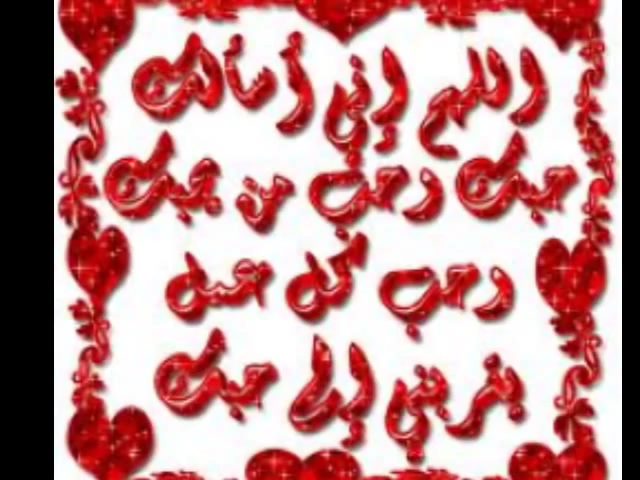 اللهم إني أسألك
حبك وحب من يحبك
وحب كل عمل
يقربني إلى حبك